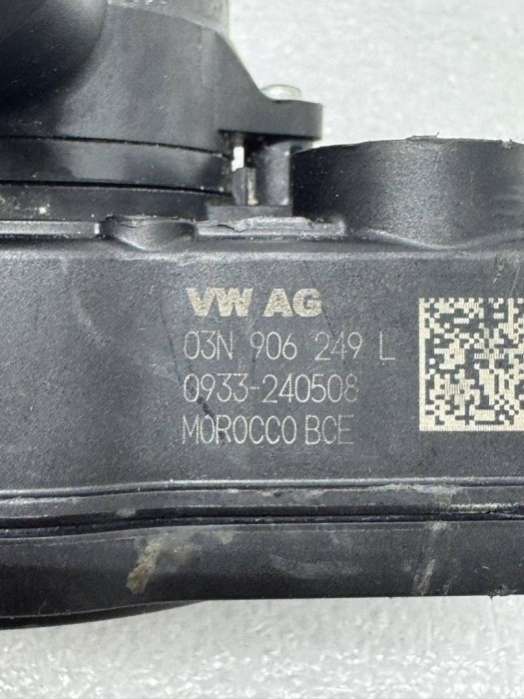 VW AG
03N 906 249 L
0933-240508
MOROCCO BCE